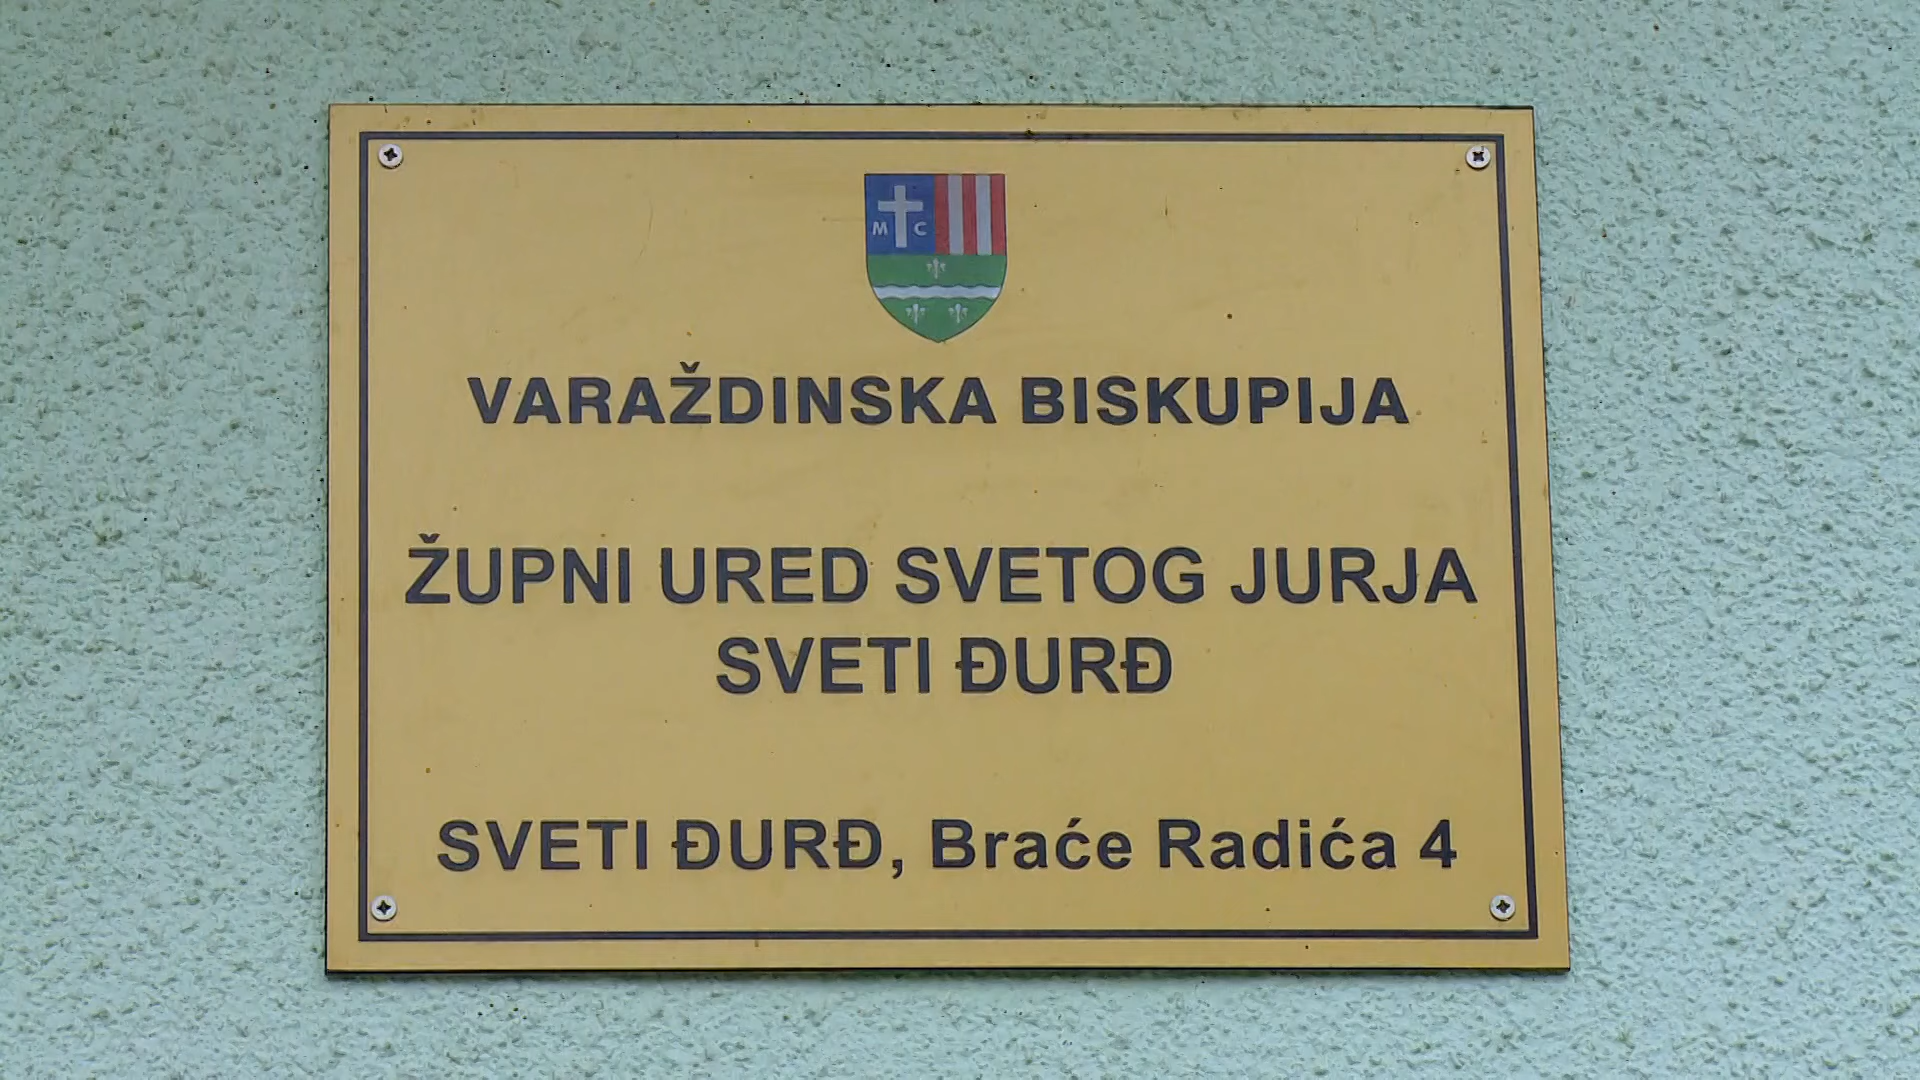 M C
VARAŽDINSKA BISKUPIJA
ŽUPNI URED SVETOG JURJA
SVETI ĐURĐ
SVETI ĐURĐ, Braće Radića 4